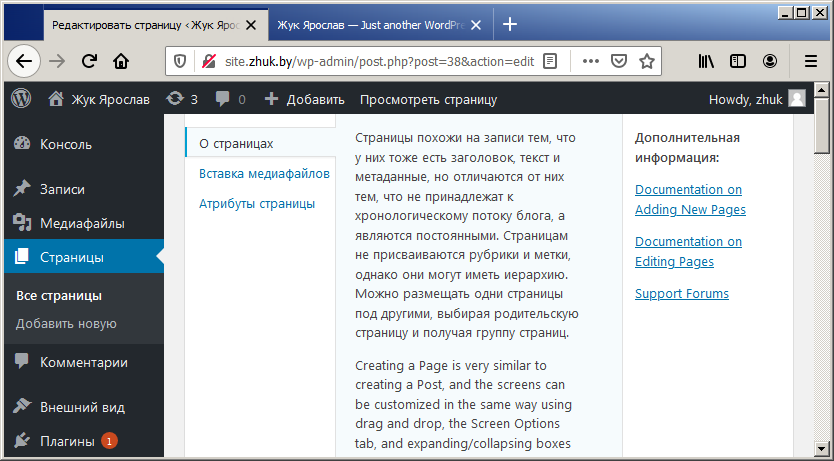 Редактировать страницу ‹ Жук Ярос
Жук Ярослав — Just another WordPre
site.zhuk.by/wp-admin/post.php?post=38&action=edit
Жук Ярослав 3 0 Добавить Просмотреть страницу Howdy, zhuk
Консоль
Записи
Медиафайлы
Страницы
Все страницы
Добавить новую
Комментарии
Внешний вид
Плагины 1
О страницах
Вставка медиафайлов
Атрибуты страницы
Страницы похожи на записи тем, что
у них тоже есть заголовок, текст и
метаданные, но отличаются от них
тем, что не принадлежат к
хронологическому потоку блога, а
являются постоянными. Страницам
не присваиваются рубрики и метки,
однако они могут иметь иерархию.
Можно размещать одни страницы
под другими, выбирая родительскую
страницу и получая группу страниц.
Creating a Page is very similar to
creating a Post, and the screens can
be customized in the same way using
drag and drop, the Screen Options
tab, and expanding/collapsing boxes
Дополнительная
информация:
Documentation on
Adding New Pages
Documentation on
Editing Pages
Support Forums